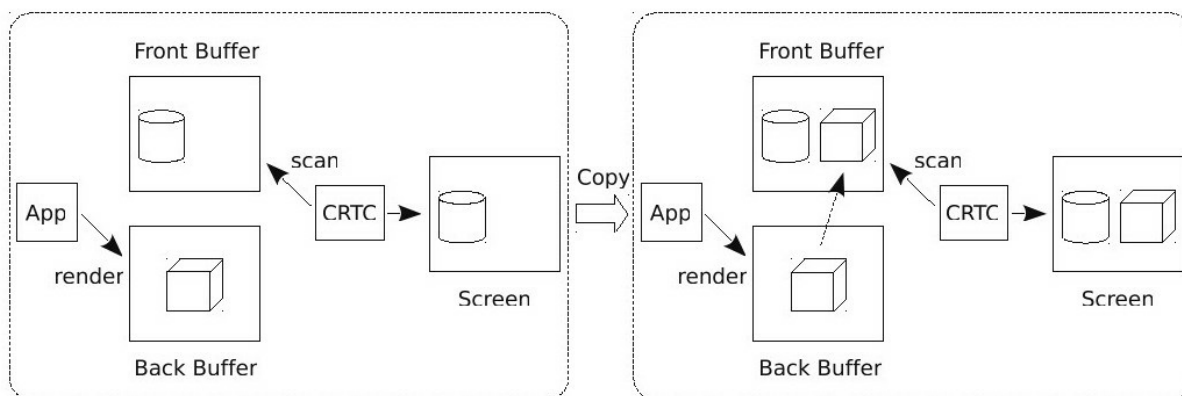 Front Buffer
scan
App
CRTC
render
Screen
Back Buffer
Copy
Front Buffer
scan
App
CRTC
render
Screen
Back Buffer